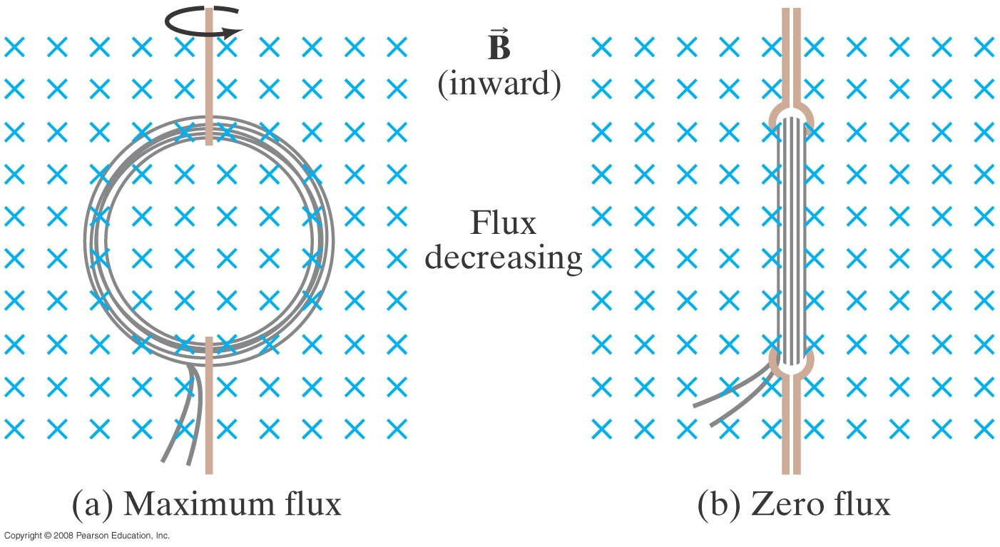 B⃗
(inward)
Flux
decreasing
(a) Maximum flux
(b) Zero flux
Copyright © 2008 Pearson Education, Inc.